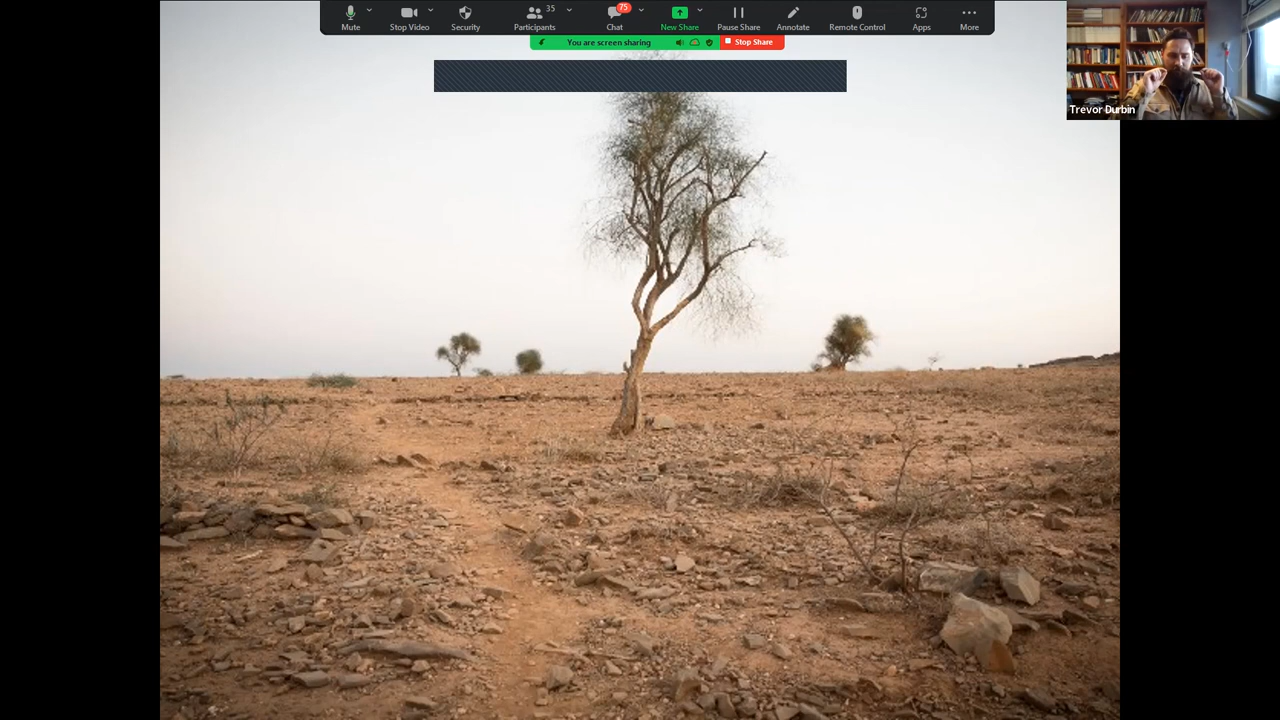 35
75
Mute
Stop Video
Security
Participants
Chat
New Share
Pause Share
Annotate
Remote Control
Apps
More
You are screen sharing
Stop Share
Trevor Durbin